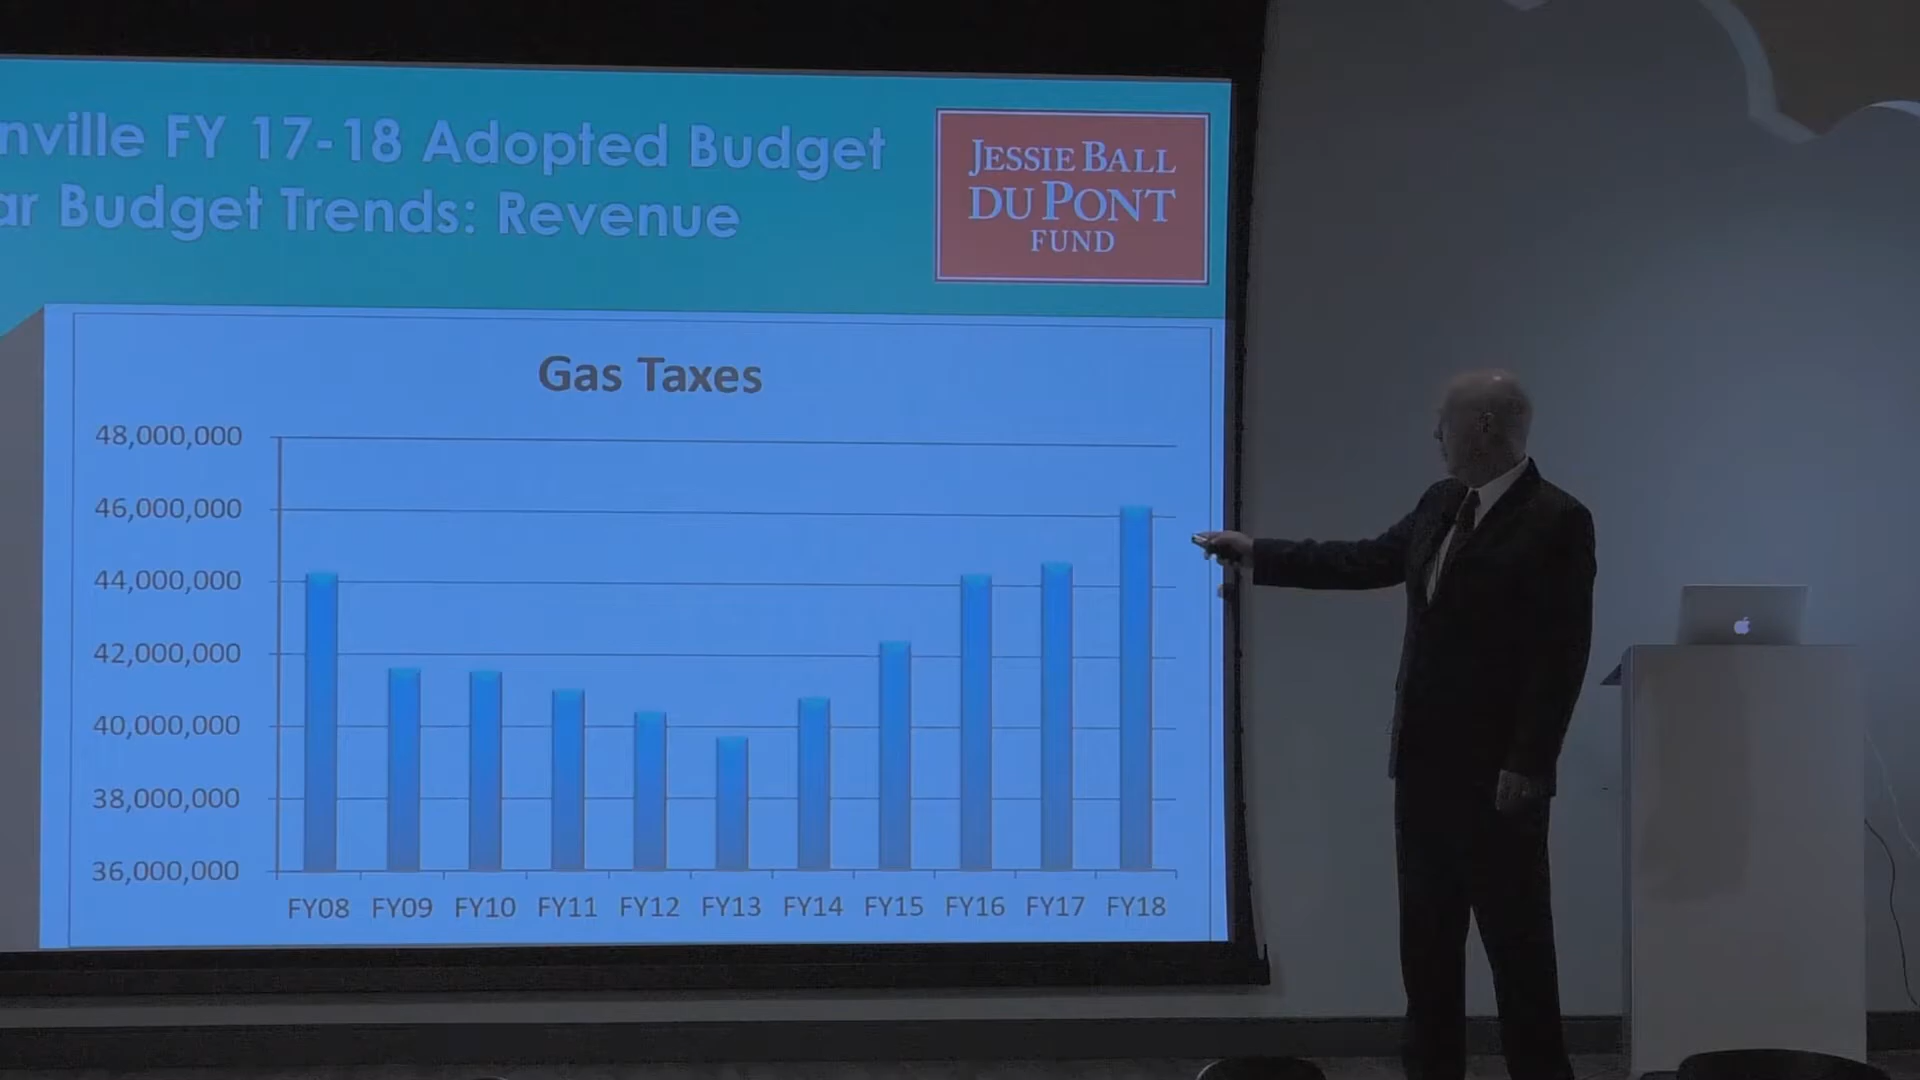 nville FY 17-18 Adopted Budget
ar Budget Trends: Revenue
JESSIE BALL
DU PONT
FUND
Gas Taxes
48,000,000
46,000,000
44,000,000
42,000,000
40,000,000
38,000,000
36,000,000
FY08 FY09 FY10 FY11 FY12 FY13 FY14 FY15 FY16 FY17 FY18